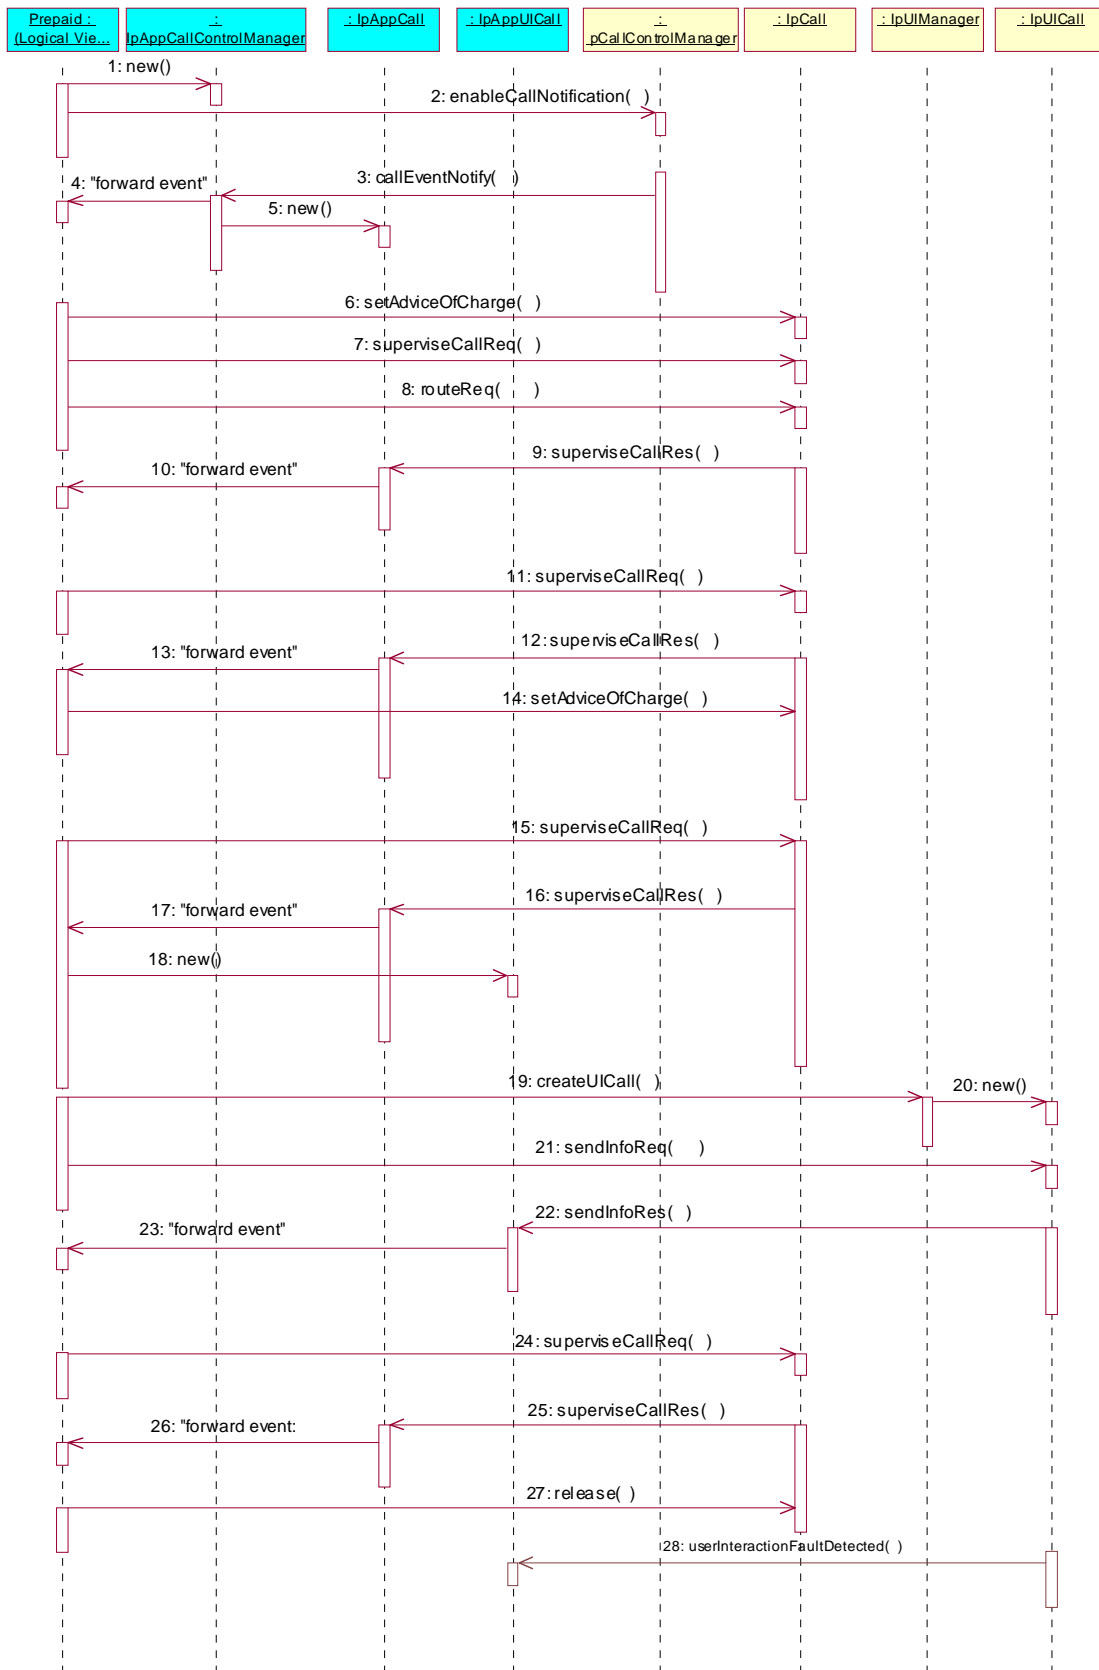 Prepaid :
(Logical Vie...
:
IpAppCallControlManager
: IpAppCall
: IpAppUICall
:
pCallControlManager
: IpCall
: IpUIManager
: IpUICall
1: new()
2: enableCallNotification( )
3: callEventNotify( )
4: "forward event"
5: new()
6: setAdviceOfCharge( )
7: superviseCallReq( )
8: routeReq( )
9: superviseCallRes( )
10: "forward event"
11: superviseCallReq( )
12: superviseCallRes( )
13: "forward event"
14: setAdviceOfCharge( )
15: superviseCallReq( )
16: superviseCallRes( )
17: "forward event"
18: new()
19: createUICall( )
20: new()
21: sendInfoReq( )
22: sendInfoRes( )
23: "forward event"
24: superviseCallReq( )
25: superviseCallRes( )
26: "forward event:
27: release( )
28: userInteractionFaultDetected( )